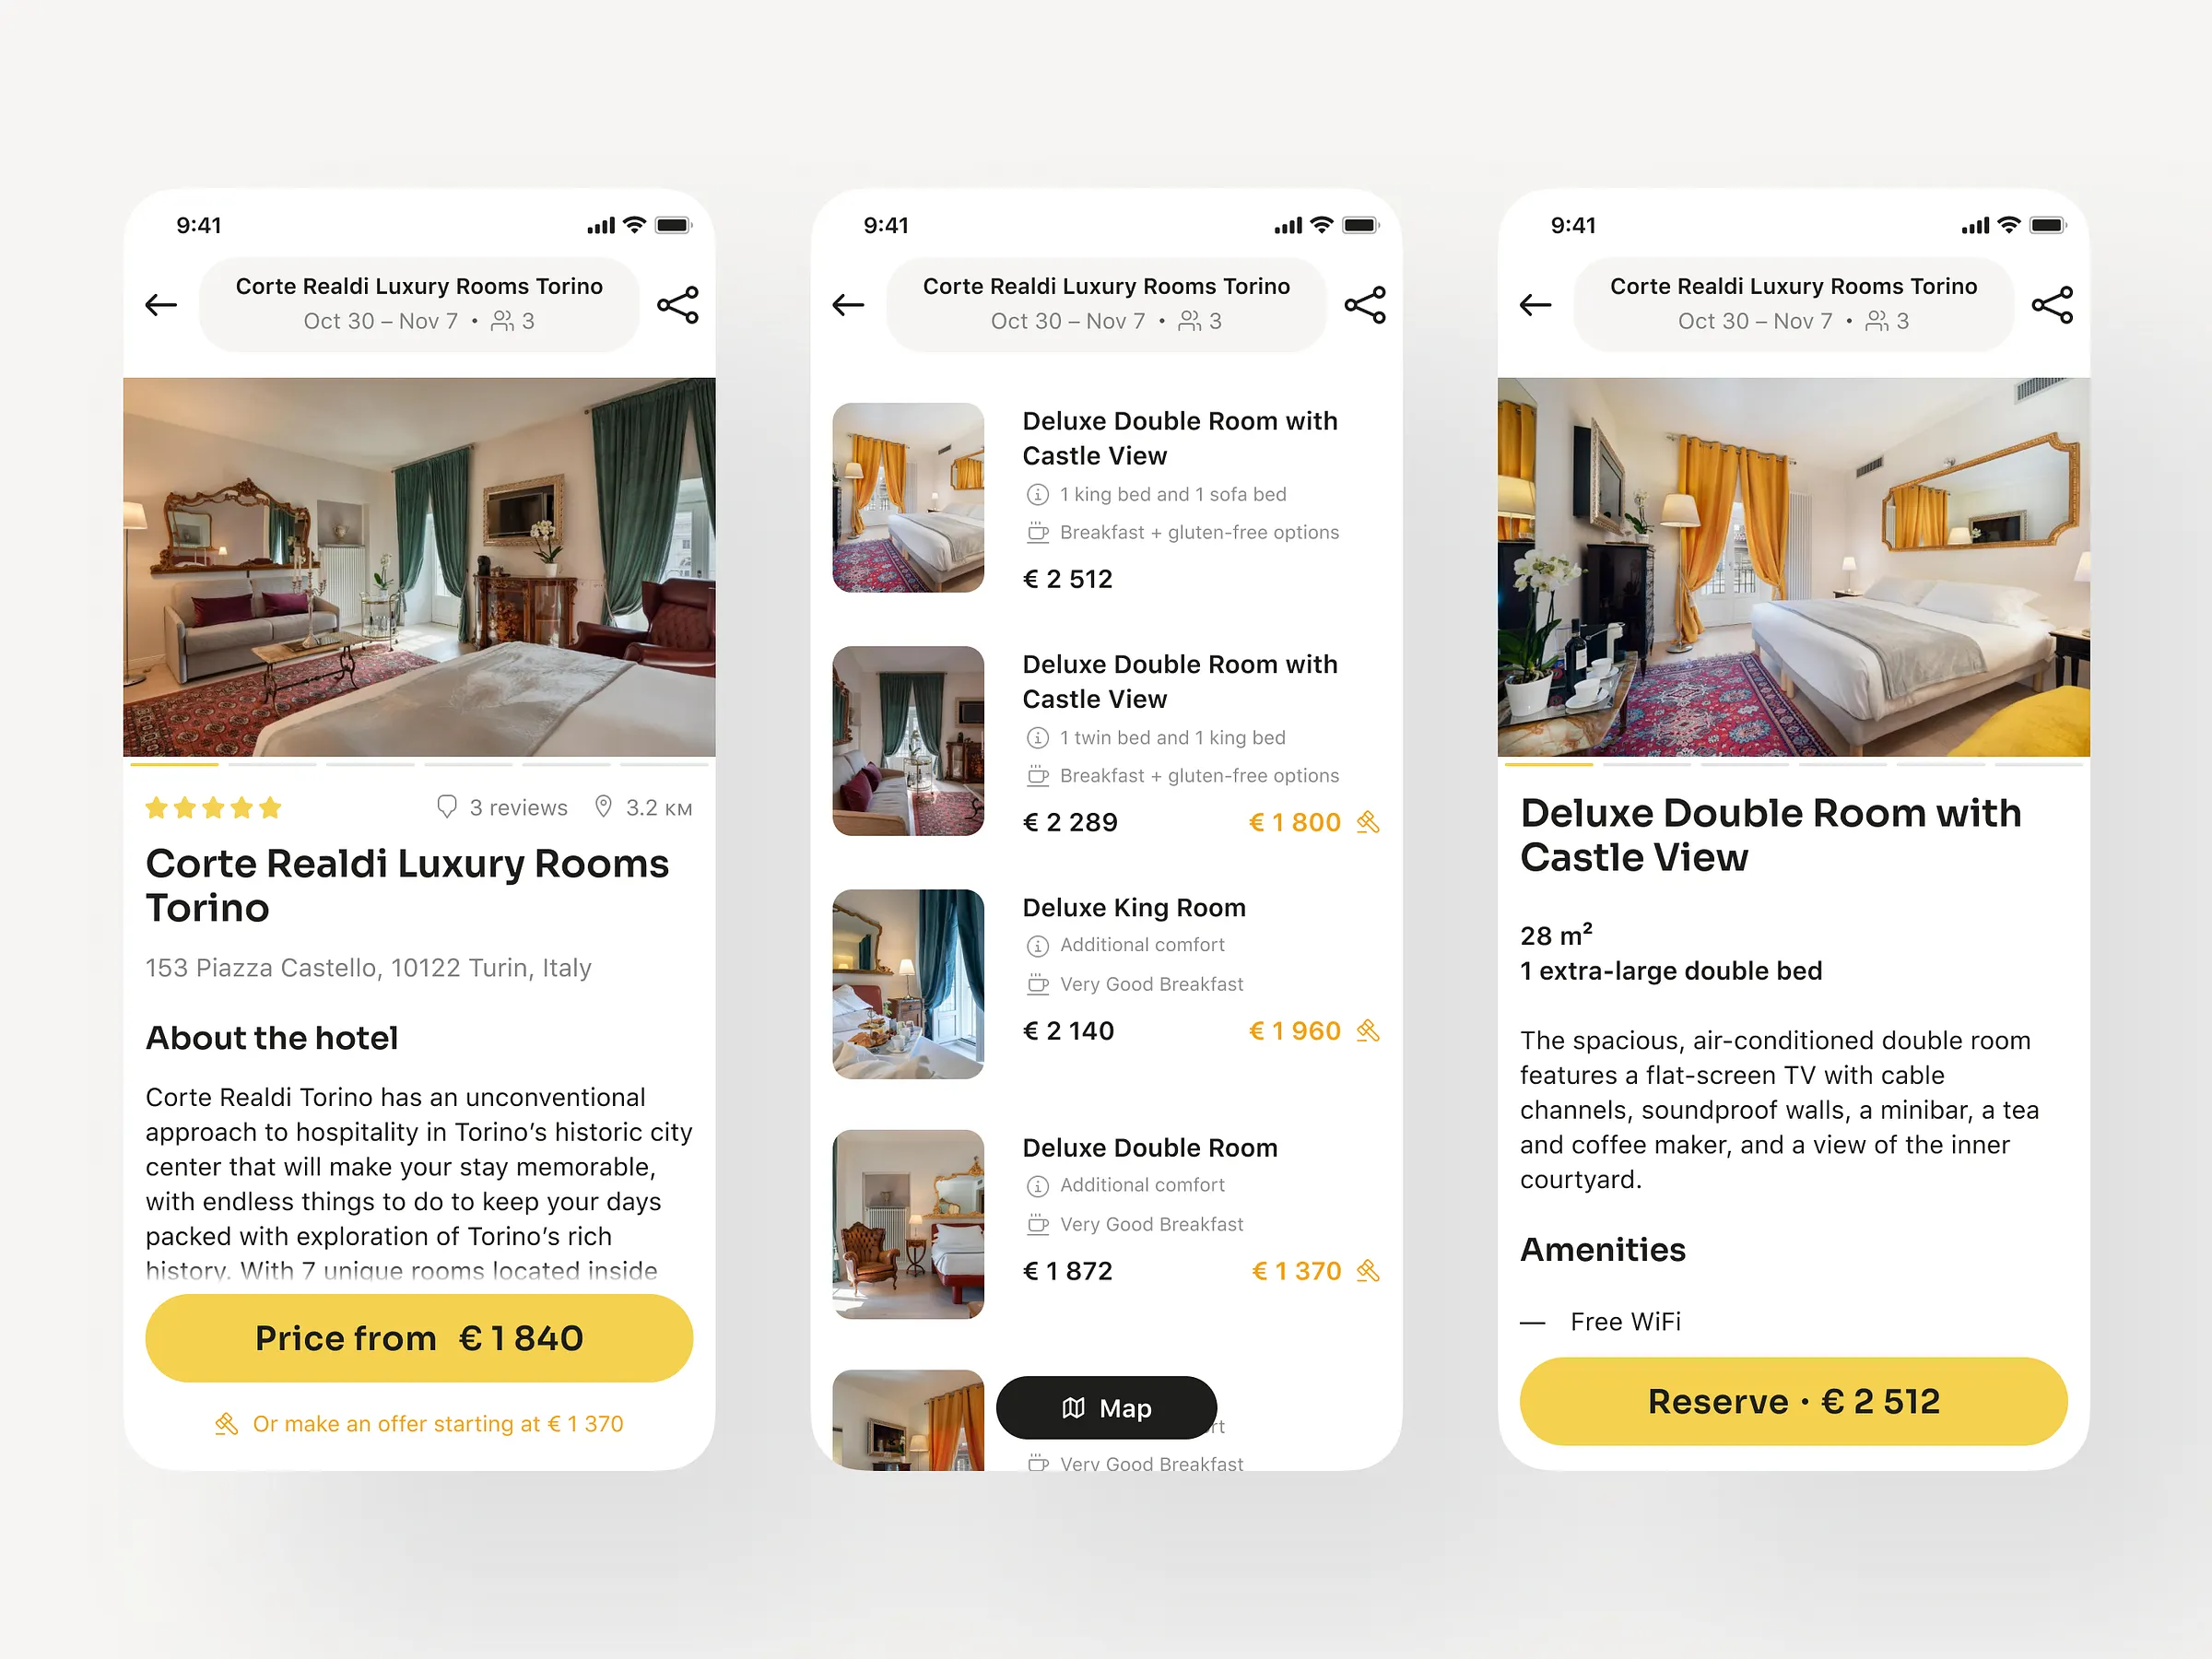 9:41
Corte Realdi Luxury Rooms Torino
Oct 30 – Nov 7 • 3
3 reviews 3.2 км
Corte Realdi Luxury Rooms
Torino
153 Piazza Castello, 10122 Turin, Italy
About the hotel
Corte Realdi Torino has an unconventional
approach to hospitality in Torino’s historic city
center that will make your stay memorable,
with endless things to do to keep your days
packed with exploration of Torino’s rich
history. With 7 unique rooms located inside
Price from € 1 840
Or make an offer starting at € 1 370
9:41
Corte Realdi Luxury Rooms Torino
Oct 30 – Nov 7 • 3
Deluxe Double Room with
Castle View
1 king bed and 1 sofa bed
Breakfast + gluten-free options
€ 2 512
Deluxe Double Room with
Castle View
1 twin bed and 1 king bed
Breakfast + gluten-free options
€ 2 289 € 1 800
Deluxe King Room
Additional comfort
Very Good Breakfast
€ 2 140 € 1 960
Deluxe Double Room
Additional comfort
Very Good Breakfast
€ 1 872 € 1 370
Map
Very Good Breakfast
9:41
Corte Realdi Luxury Rooms Torino
Oct 30 – Nov 7 • 3
Deluxe Double Room with
Castle View
28 m²
1 extra-large double bed
The spacious, air-conditioned double room
features a flat-screen TV with cable
channels, soundproof walls, a minibar, a tea
and coffee maker, and a view of the inner
courtyard.
Amenities
— Free WiFi
Reserve · € 2 512